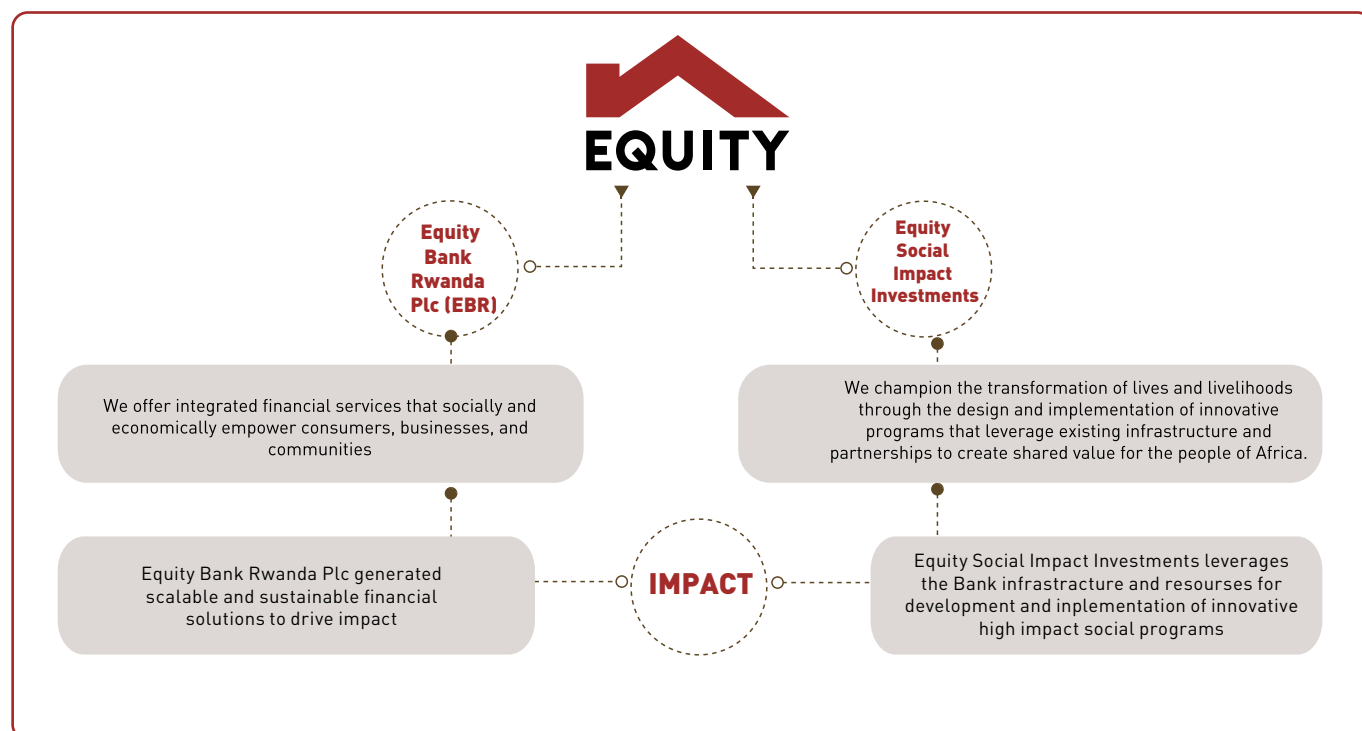 EQUITY
Equity
Bank
Rwanda
Plc (EBR)
Equity
Social
Impact
Investments
We offer integrated financial services that socially and
economically empower consumers, businesses, and
communities
We champion the transformation of lives and livelihoods
through the design and implementation of innovative
programs that leverage existing infrastructure and
partnerships to create shared value for the people of Africa.
Equity Bank Rwanda Plc generated
scalable and sustainable financial
solutions to drive impact
IMPACT
Equity Social Impact Investments leverages
the Bank infrastracture and resourses for
development and inplementation of innovative
high impact social programs